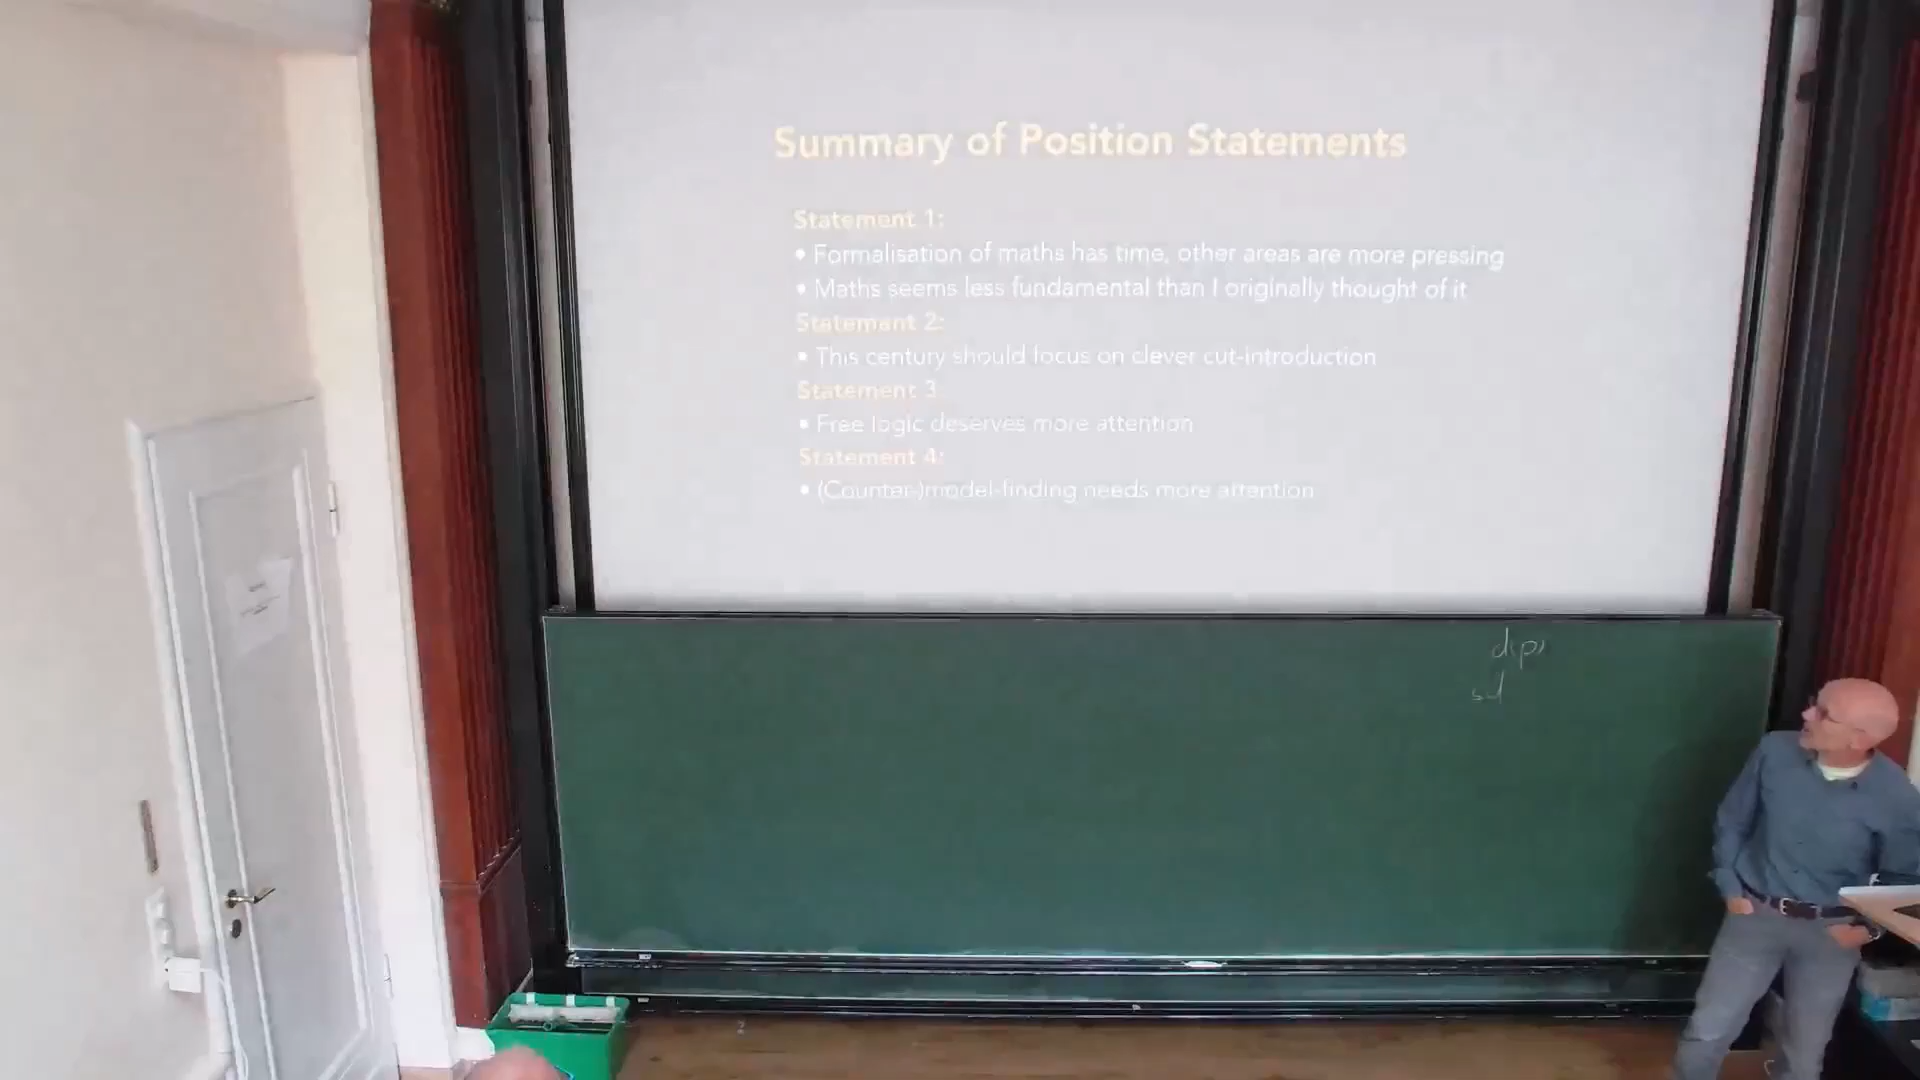 Summary of Position Statements
Statement 1:
• Formalisation of maths has time, other areas are more pressing
• Maths seems less fundamental than I originally thought of it
Statement 2:
• This century should focus on clever cut-introduction
Statement 3:
• Free logic deserves more attention
Statement 4:
• (Counter-)model-finding needs more attention